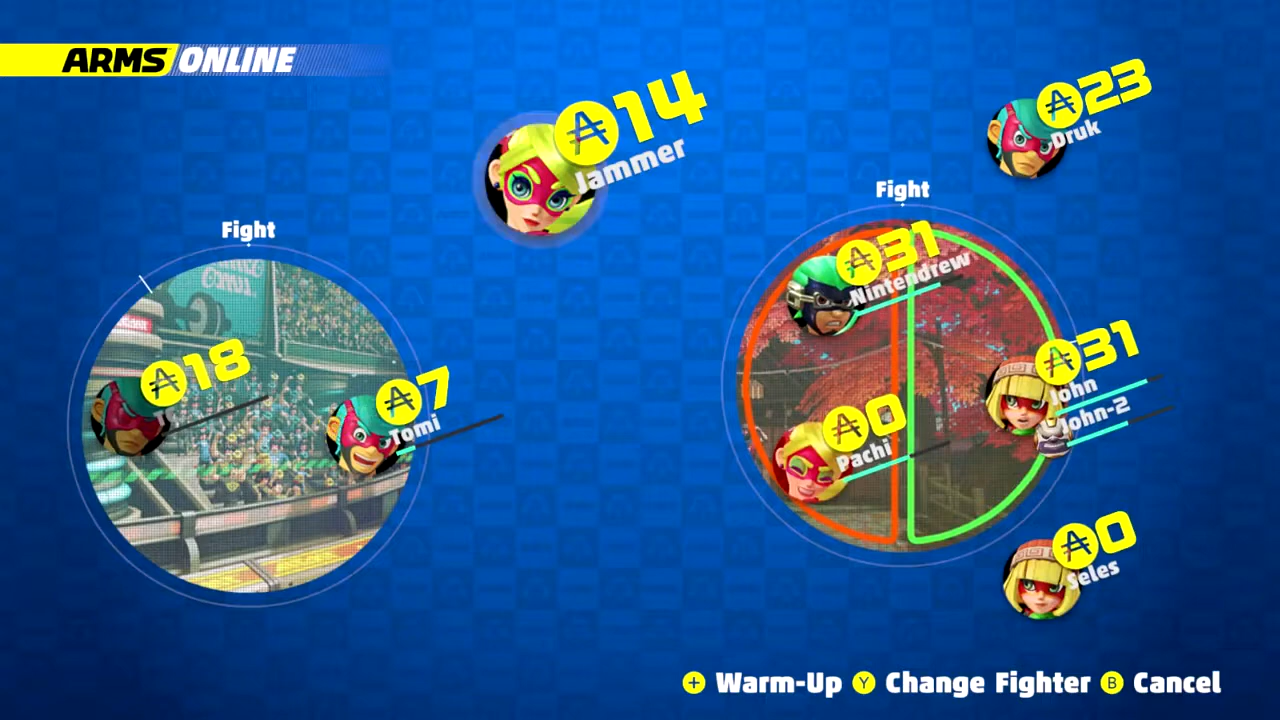 ARMS ONLINE
14
Jammer
23
Druk
Fight
Fight
31
Nintendrew
18
7
Tomi
31
John
John-2
0
Pachi
0
Seles
+ Warm-Up Y Change Fighter B Cancel